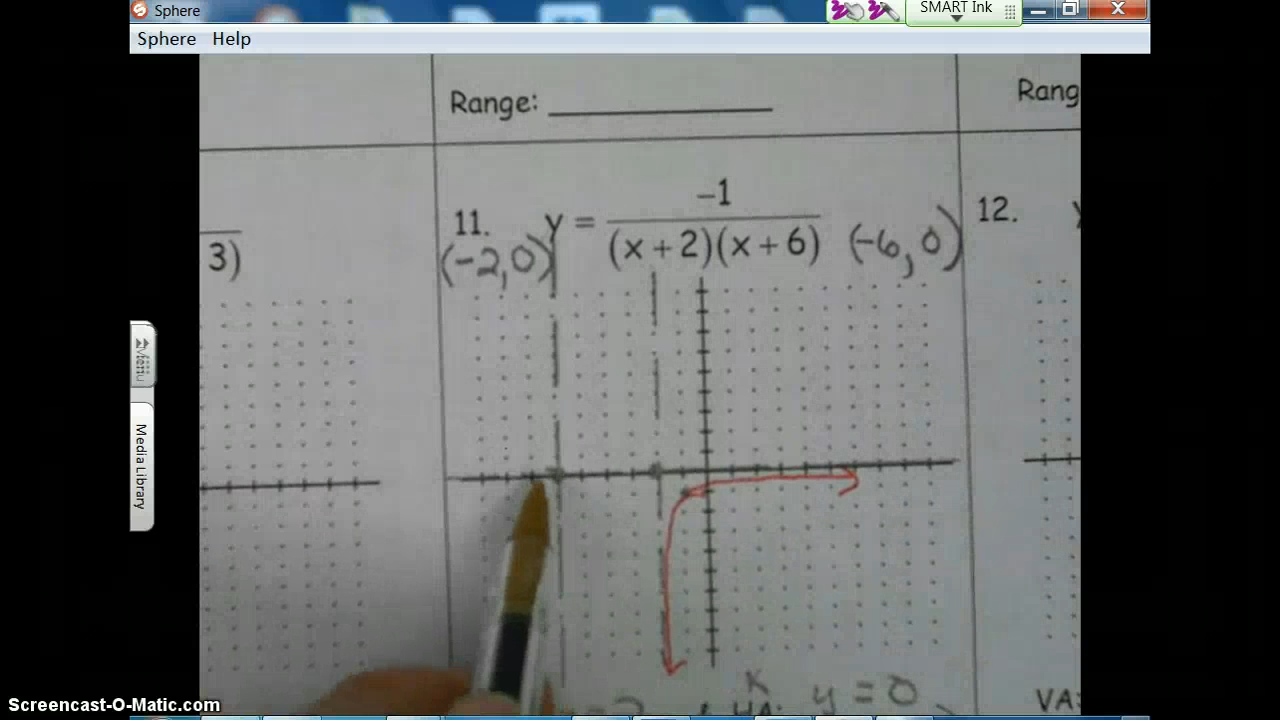 Sphere
SMART Ink
Sphere Help
Range:
Rang
11. y = -1 / (x + 2)(x + 6)
(-2,0)
(-6,0)
12.
3)
Menu
Media Library
HA: y = 0
VA:
Screencast-O-Matic.com